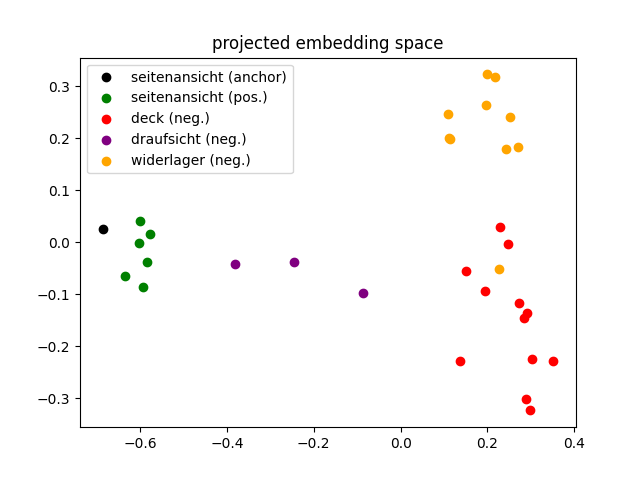 projected embedding space
seitenansicht (anchor)
seitenansicht (pos.)
deck (neg.)
draufsicht (neg.)
widerlager (neg.)
0.3
0.2
0.1
0.0
−0.1
−0.2
−0.3
−0.6 −0.4 −0.2 0.0 0.2 0.4